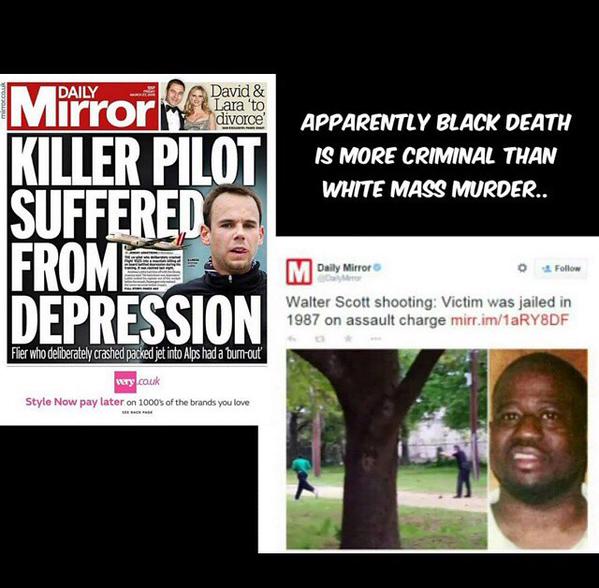 mirror.co.uk
DAILY
Mirror
David &
Lara 'to
divorce'
KILLER PILOT
SUFFERED
FROM
DEPRESSION
Flier who deliberately crashed packed jet into Alps had a 'burn-out'
very.co.uk
Style Now pay later on 1000's of the brands you love
SEE BACK PAGE
APPARENTLY BLACK DEATH
IS MORE CRIMINAL THAN
WHITE MASS MURDER..
M
Daily Mirror
@DailyMirror
Follow
Walter Scott shooting: Victim was jailed in
1987 on assault charge mirr.im/1aRY8DF